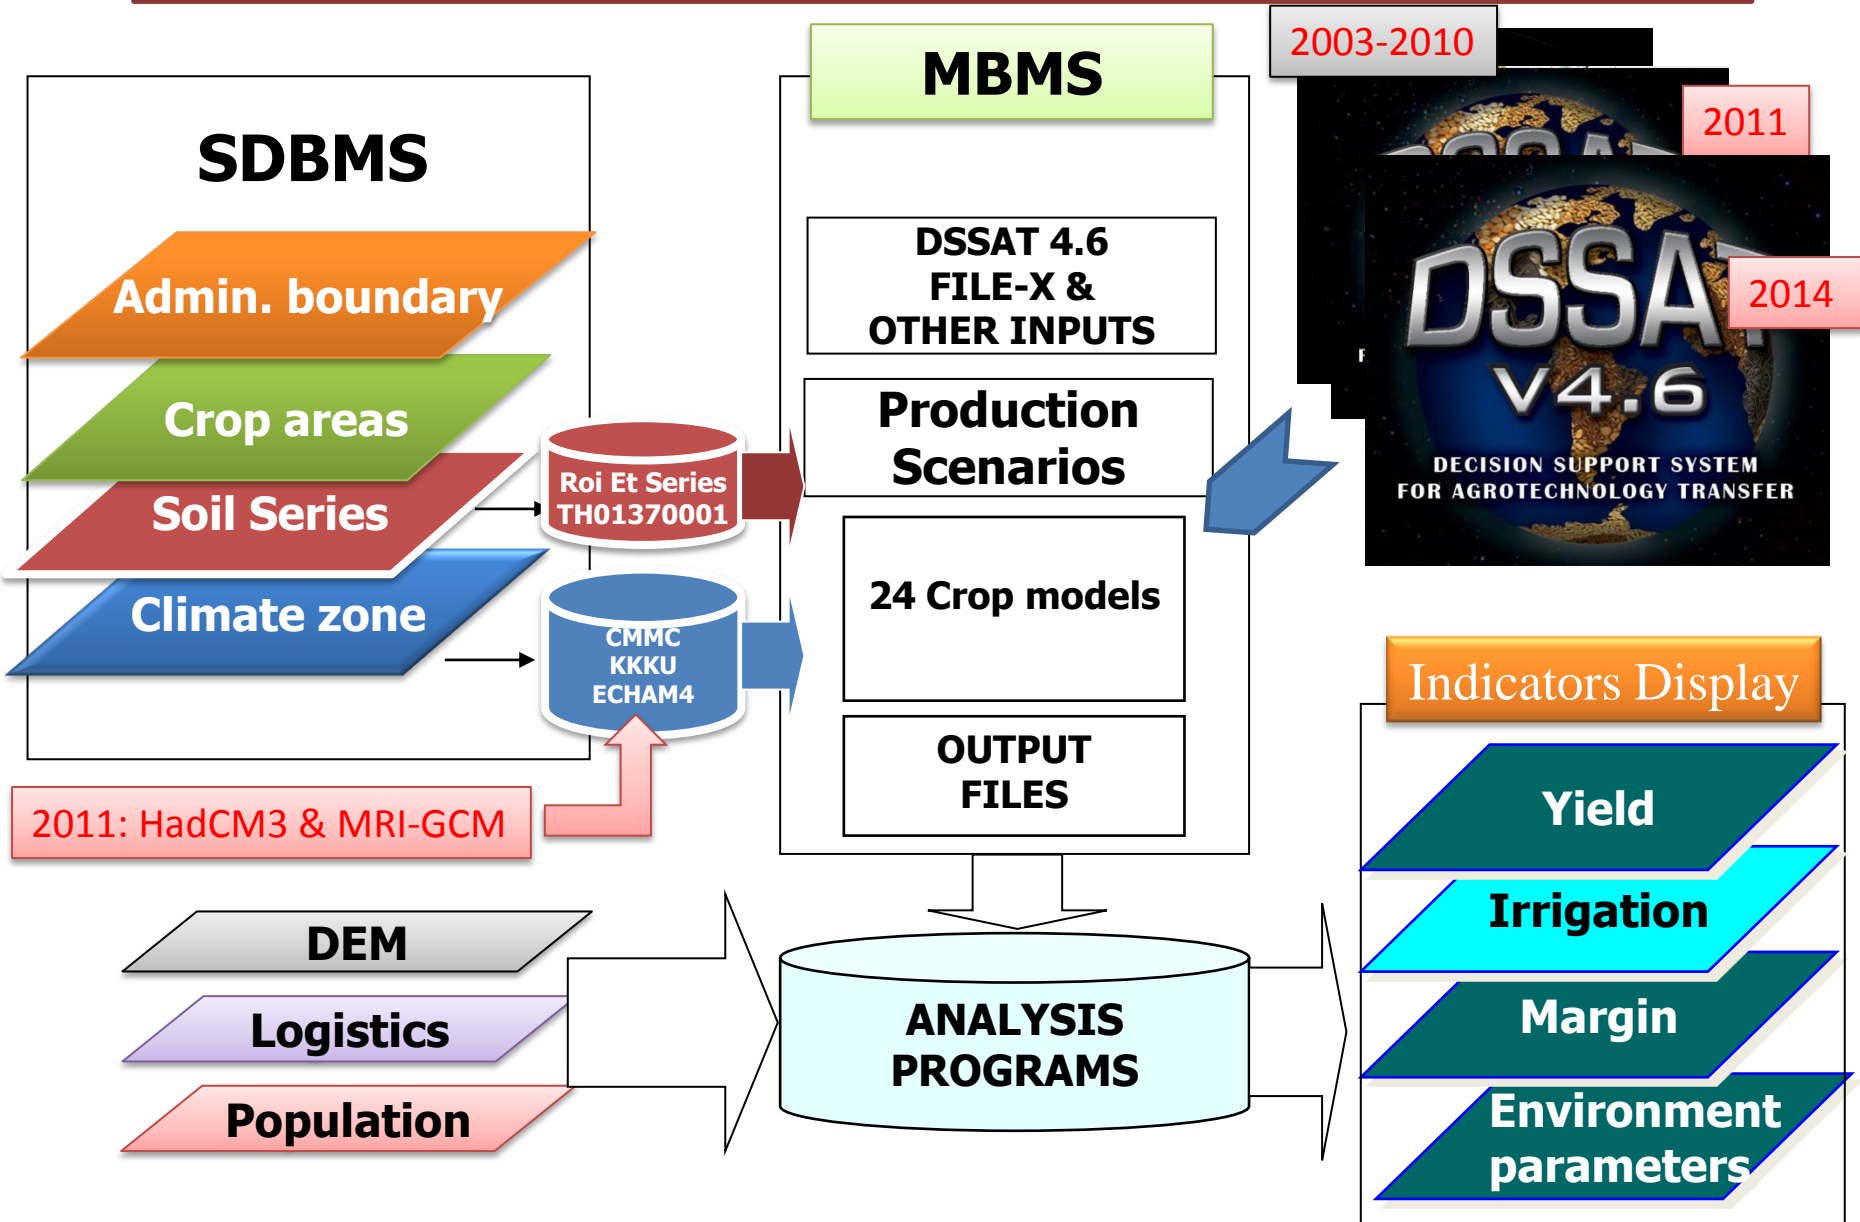 SDBMS
Admin. boundary
Crop areas
Soil Series
Climate zone
Roi Et Series
TH01370001
CMMC
KKKU
ECHAM4
2011: HadCM3 & MRI-GCM
MBMS
DSSAT 4.6
FILE-X &
OTHER INPUTS
Production
Scenarios
24 Crop models
OUTPUT
FILES
2003-2010
2011
2014
DSSAT
V4.6
DECISION SUPPORT SYSTEM
FOR AGROTECHNOLOGY TRANSFER
DEM
Logistics
Population
ANALYSIS
PROGRAMS
Indicators Display
Yield
Irrigation
Margin
Environment
parameters